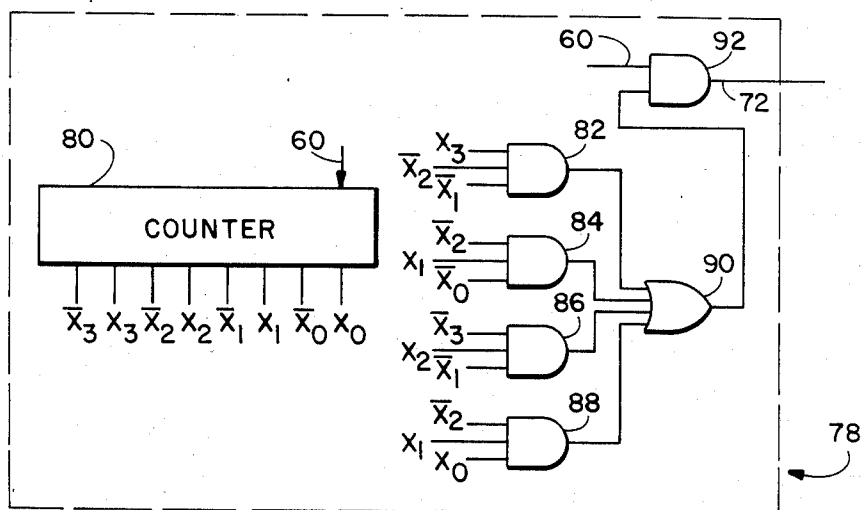 60
92
72
80
60
COUNTER
X̅₃ X₃ X̅₂ X₂ X̅₁ X₁ X̅₀ X₀
X₃
X̅₂
X̅₁
82
X̅₂
X₁
X̅₀
84
X̅₃
X₂
X̅₁
86
X̅₂
X₁
X₀
88
90
78